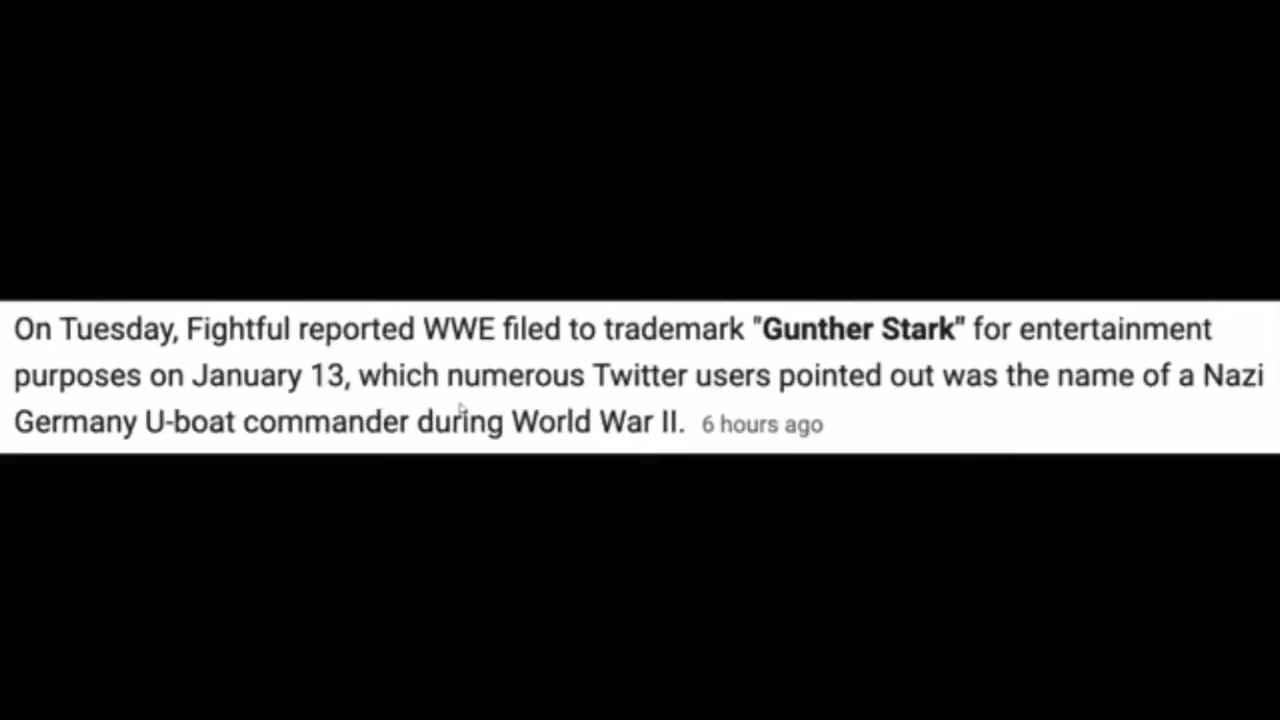 On Tuesday, Fightful reported WWE filed to trademark "Gunther Stark" for entertainment
purposes on January 13, which numerous Twitter users pointed out was the name of a Nazi
Germany U-boat commander during World War II. 6 hours ago